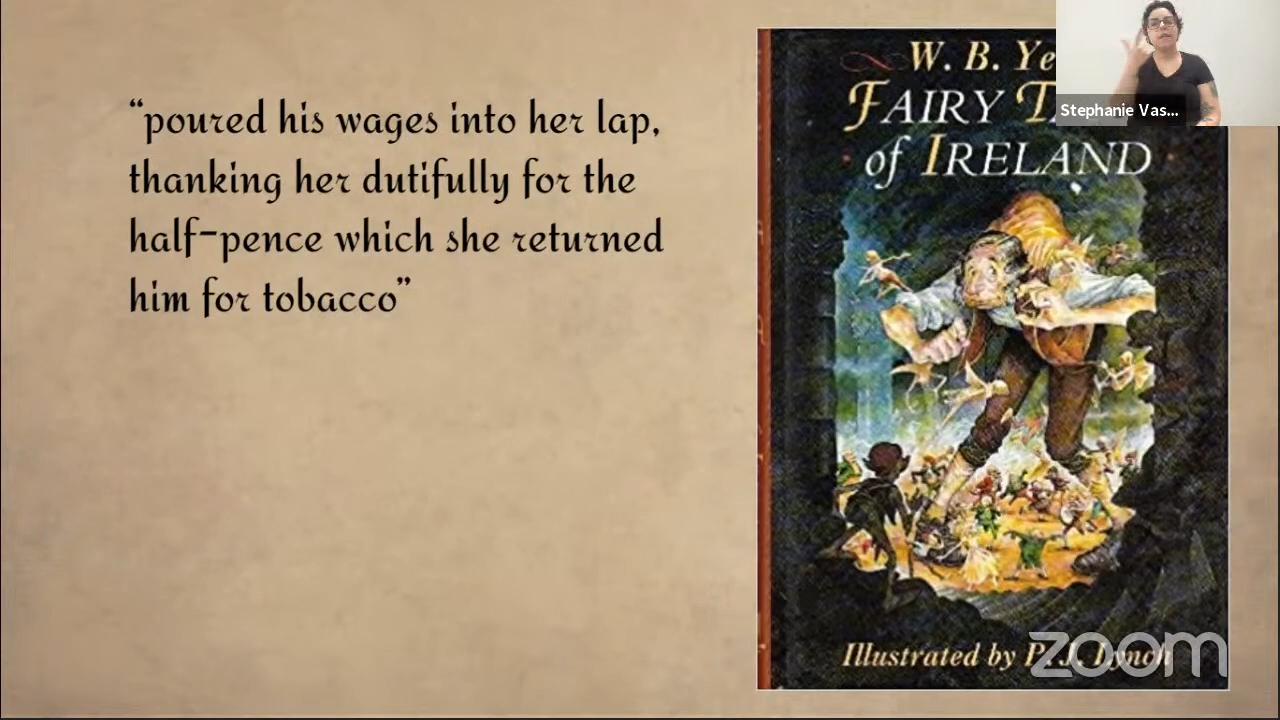 “poured his wages into her lap,
thanking her dutifully for the
half-pence which she returned
him for tobacco”
W. B. Ye
FAIRY T
of IRELAND
Illustrated by P. J. Lynch
Stephanie Vas...
zoom